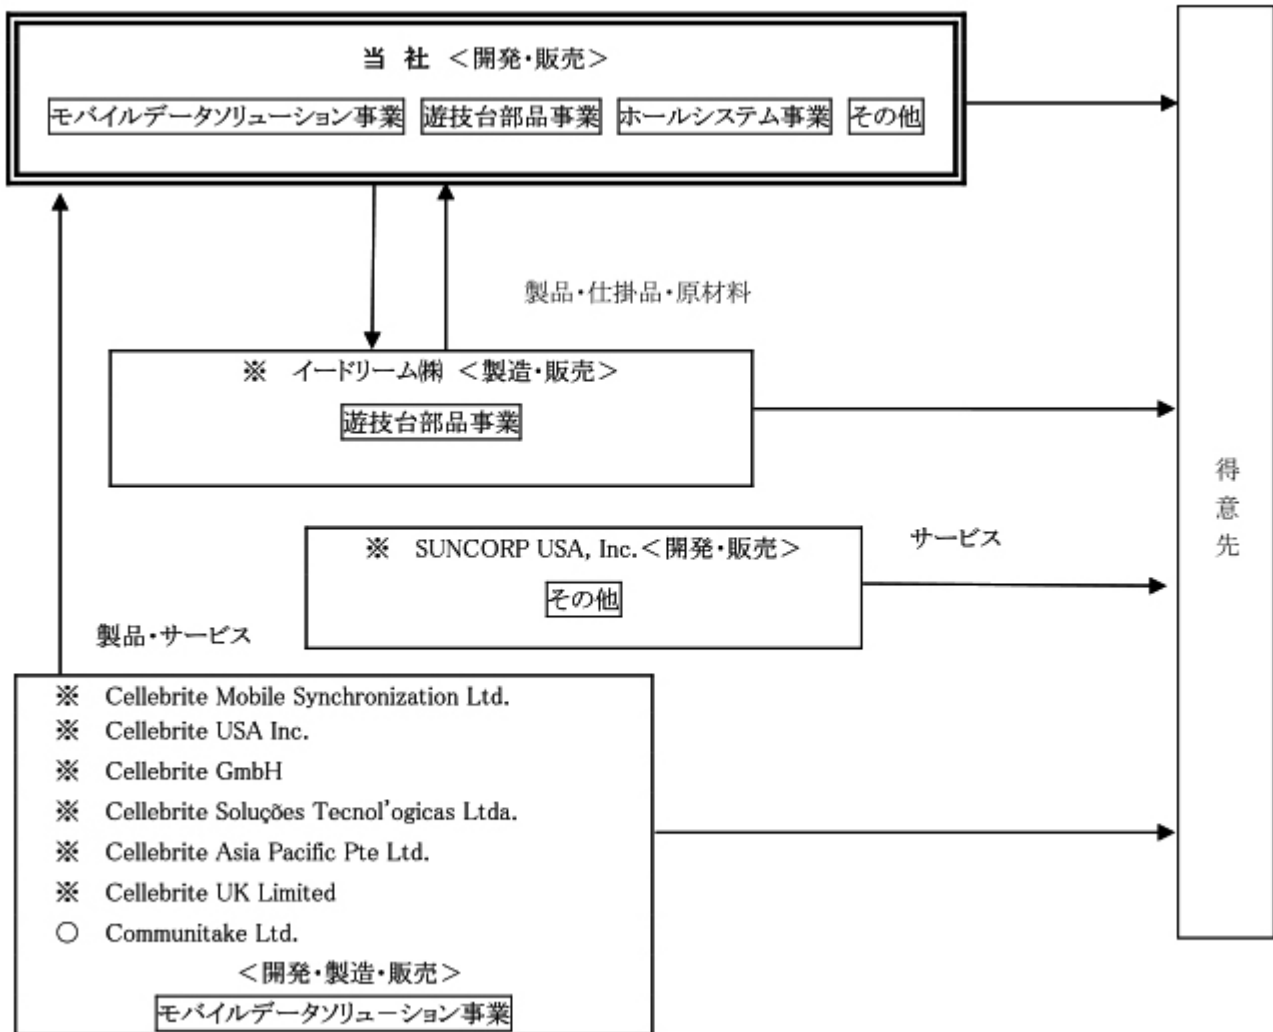 当 社 <開発・販売>
モバイルデータソリューション事業 遊技台部品事業 ホールシステム事業 その他
製品・仕掛品・原材料
※ イードリーム㈱ <製造・販売>
遊技台部品事業
※ SUNCORP USA, Inc.<開発・販売>
その他
サービス
得意先
製品・サービス
※ Cellebrite Mobile Synchronization Ltd.
※ Cellebrite USA Inc.
※ Cellebrite GmbH
※ Cellebrite Soluções Tecnol’ogicas Ltda.
※ Cellebrite Asia Pacific Pte Ltd.
※ Cellebrite UK Limited
○ Communitake Ltd.
<開発・製造・販売>
モバイルデータソリューション事業